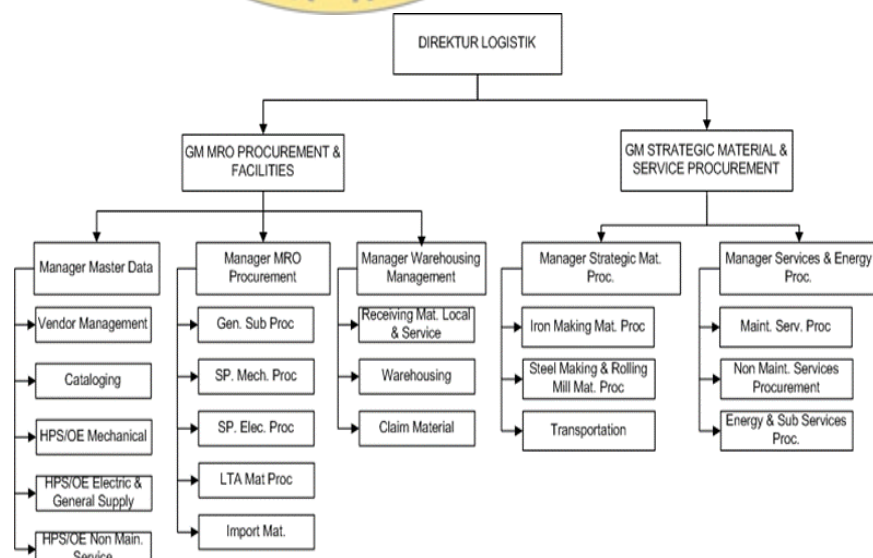 DIREKTUR LOGISTIK
GM MRO PROCUREMENT &
FACILITIES
GM STRATEGIC MATERIAL &
SERVICE PROCUREMENT
Manager Master Data
Vendor Management
Cataloging
HPS/OE Mechanical
HPS/OE Electric &
General Supply
HPS/OE Non Main.
Service
Manager MRO
Procurement
Gen. Sub Proc
SP. Mech. Proc
SP. Elec. Proc
LTA Mat Proc
Import Mat.
Manager Warehousing
Management
Receiving Mat. Local
& Service
Warehousing
Claim Material
Manager Strategic Mat.
Proc.
Iron Making Mat. Proc
Steel Making & Rolling
Mill Mat. Proc
Transportation
Manager Services & Energy
Proc.
Maint. Serv. Proc
Non Maint. Services
Procurement
Energy & Sub Services
Proc.